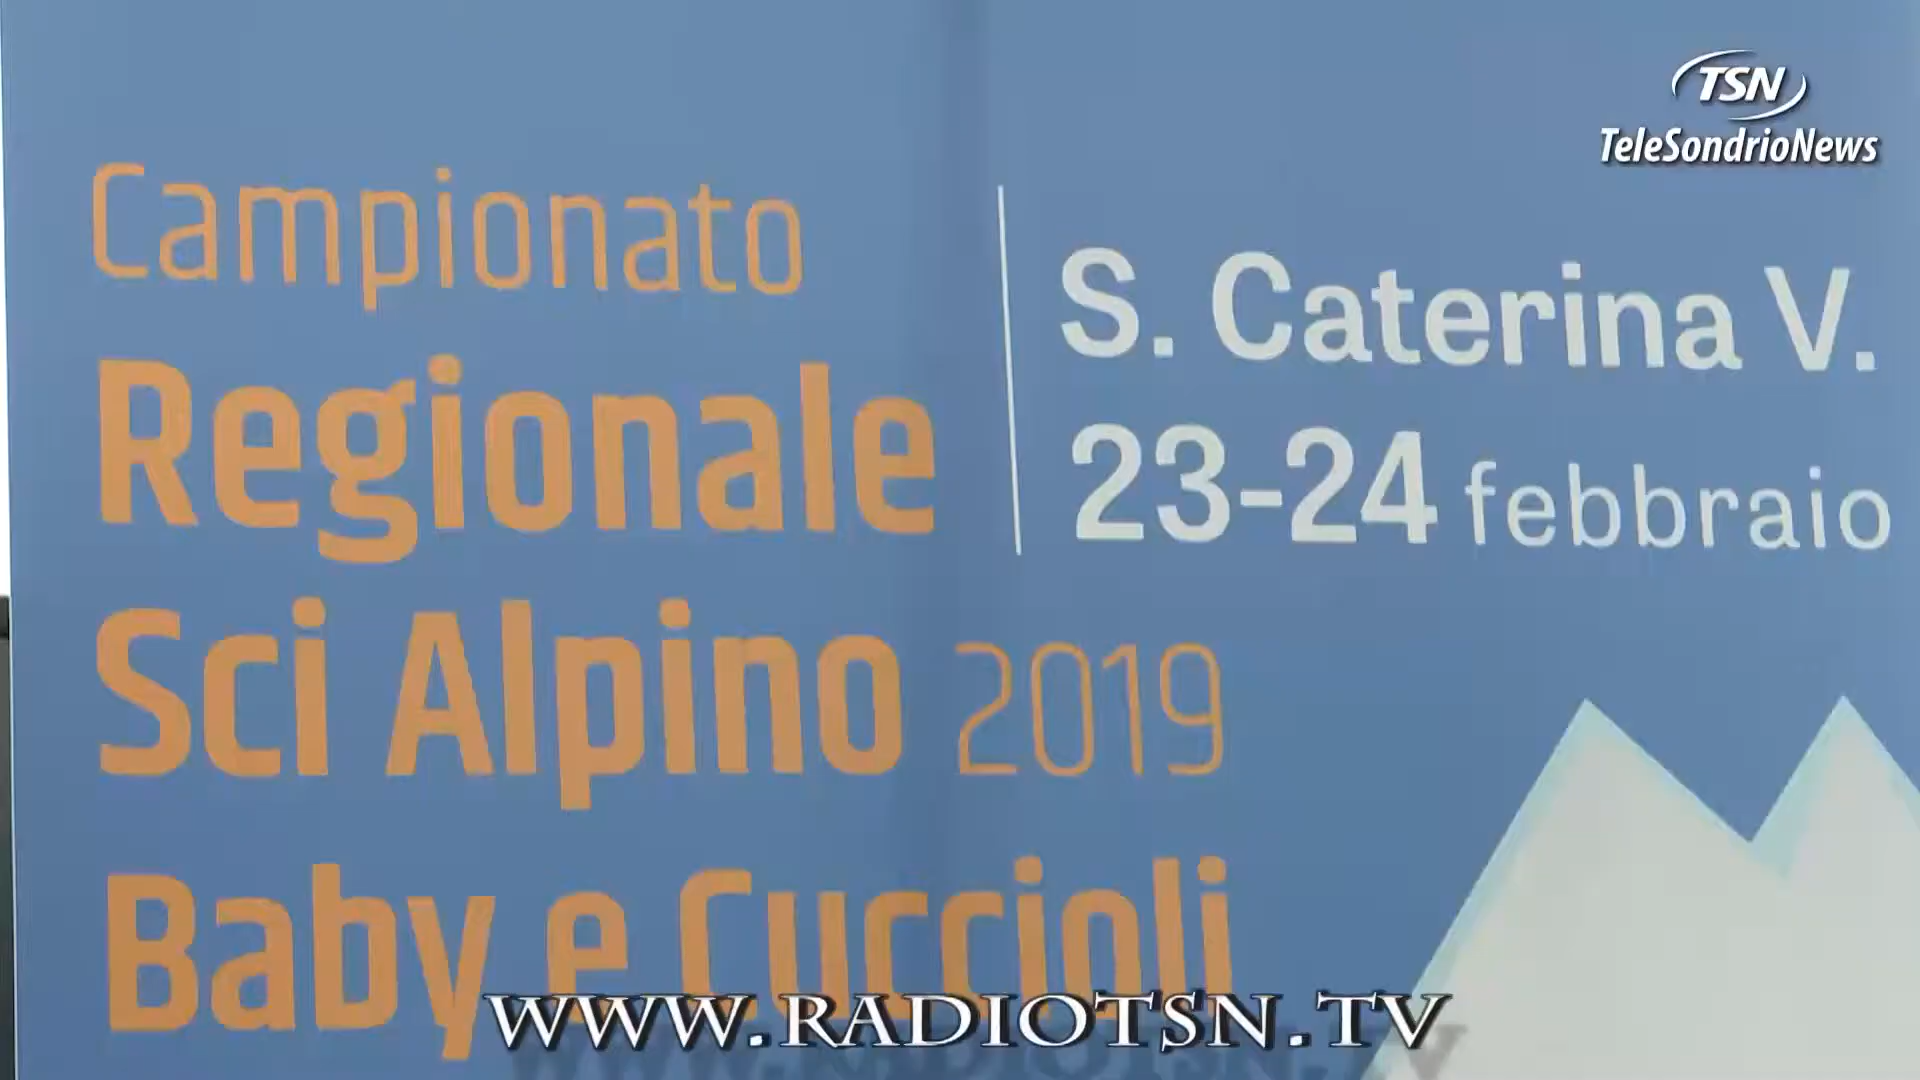 TSN
TeleSondrioNews
Campionato
Regionale
Sci Alpino 2019
Baby e Cuccioli
S. Caterina V.
23-24 febbraio
WWW.RADIOTSN.TV